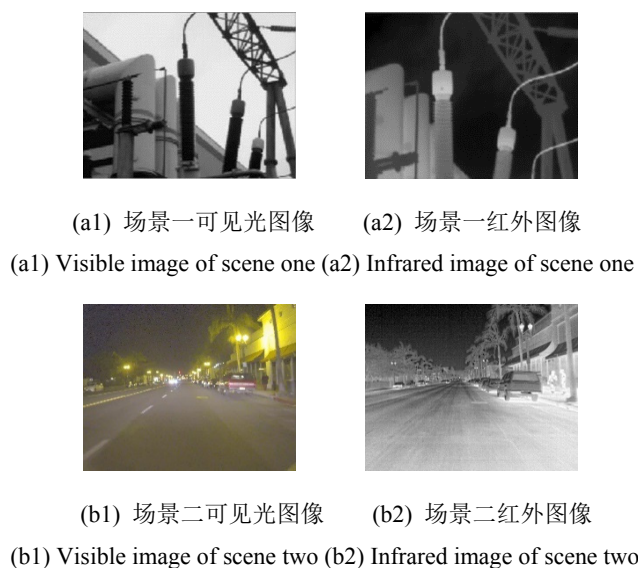 (a1) 场景一可见光图像 (a2) 场景一红外图像
(a1) Visible image of scene one (a2) Infrared image of scene one
(b1) 场景二可见光图像 (b2) 场景二红外图像
(b1) Visible image of scene two (b2) Infrared image of scene two